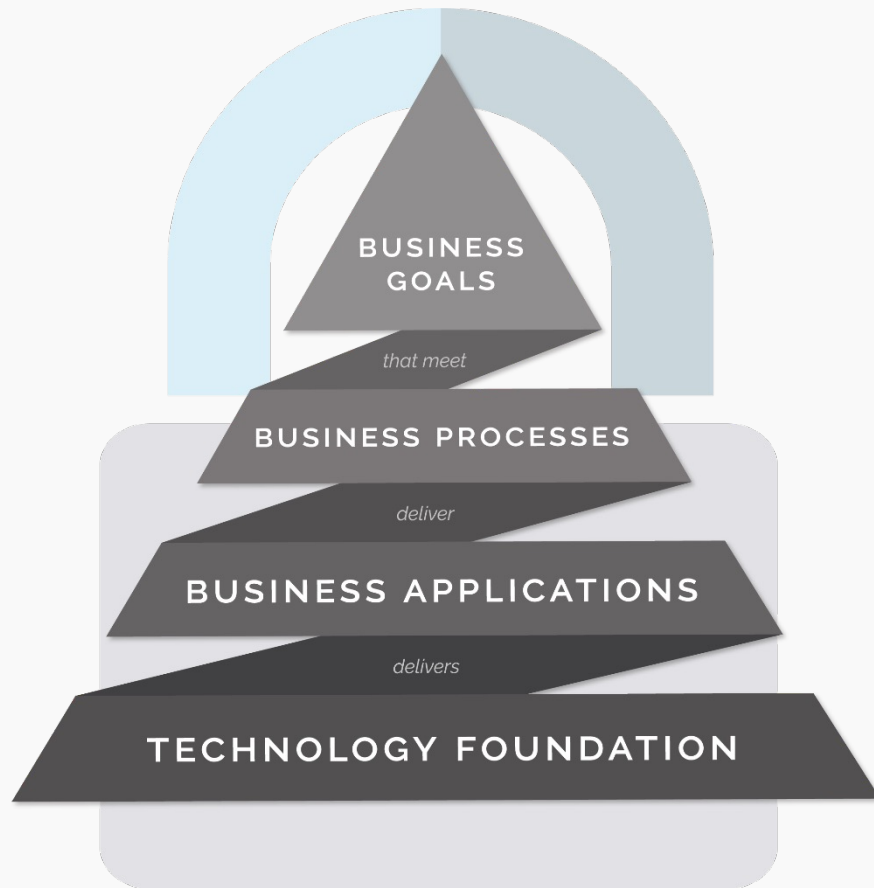 BUSINESS
GOALS
that meet
BUSINESS PROCESSES
deliver
BUSINESS APPLICATIONS
delivers
TECHNOLOGY FOUNDATION